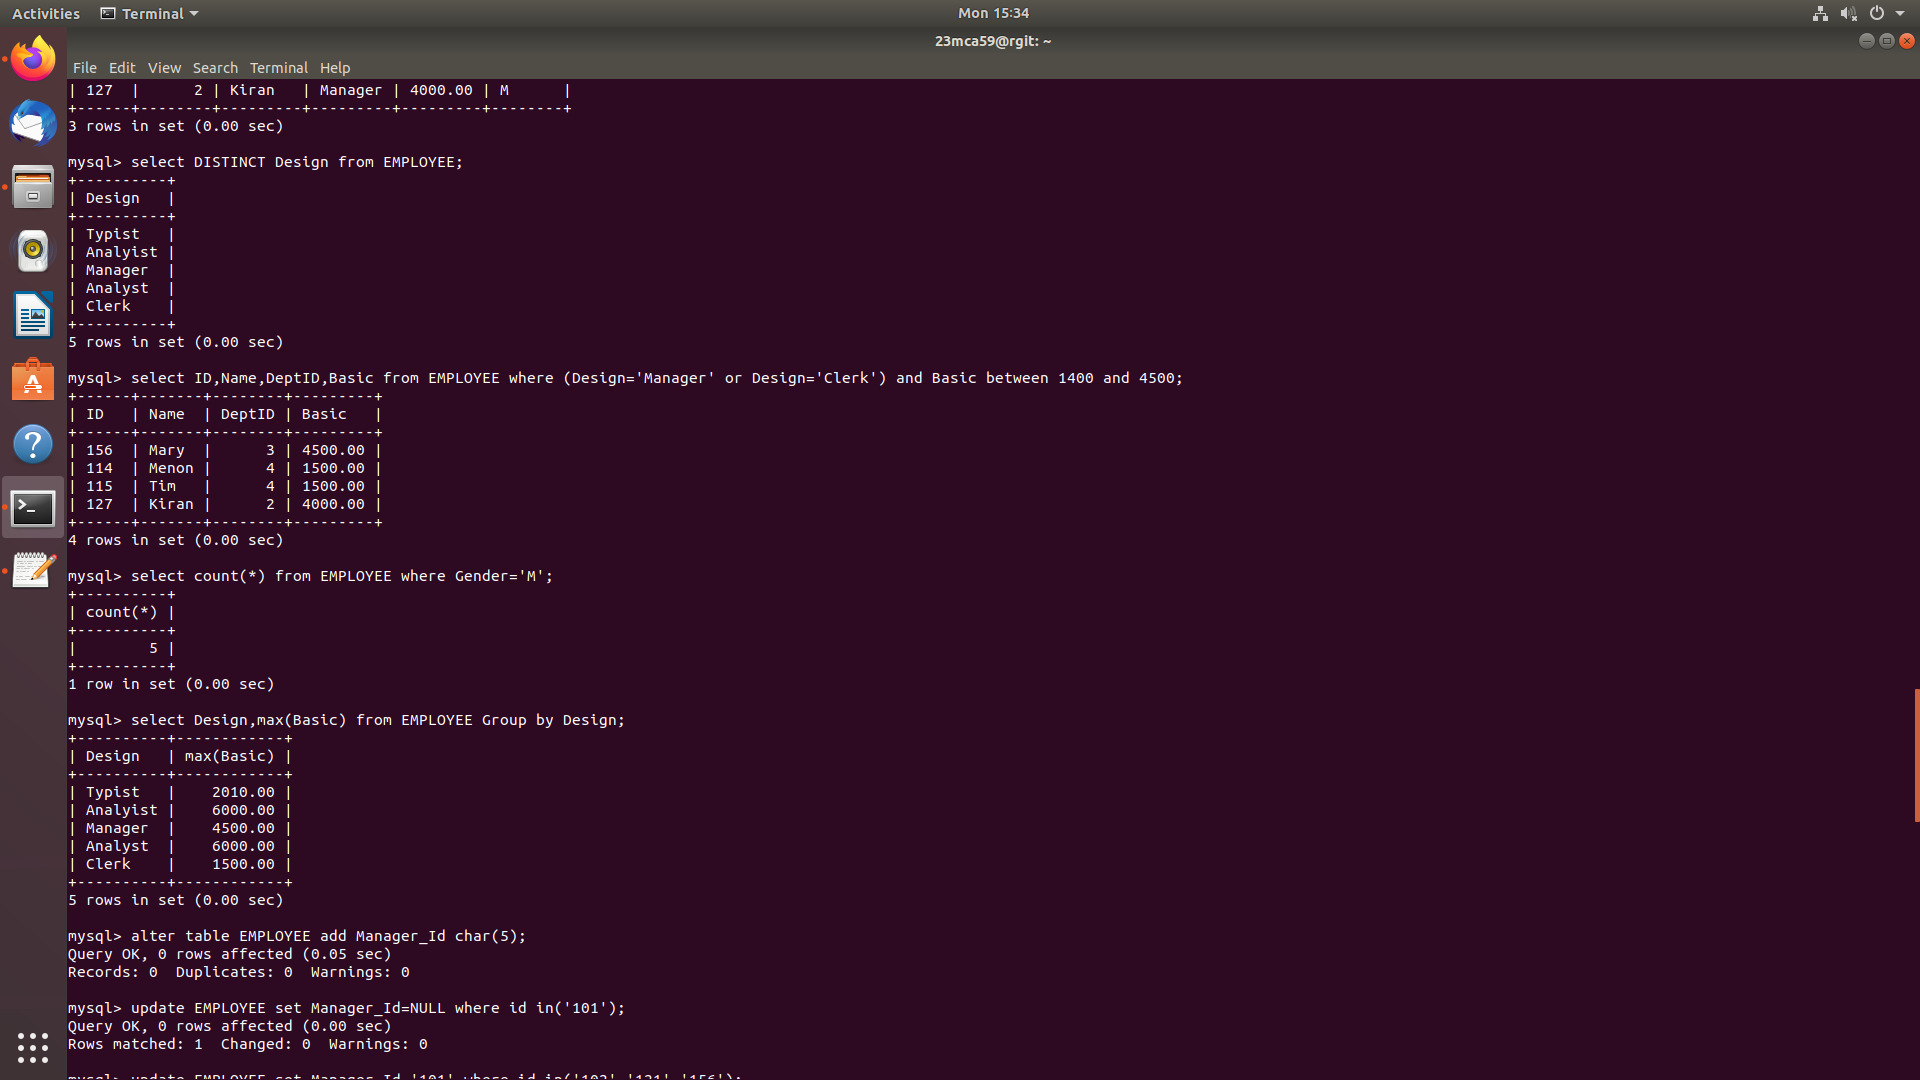 Activities Terminal Mon 15:34
23mca59@rgit: ~
File Edit View Search Terminal Help
| 127  |      2 | Kiran   | Manager | 4000.00 | M      |
+------+--------+---------+---------+---------+--------+
3 rows in set (0.00 sec)

mysql> select DISTINCT Design from EMPLOYEE;
+----------+
| Design   |
+----------+
| Typist   |
| Analyist |
| Manager  |
| Analyst  |
| Clerk    |
+----------+
5 rows in set (0.00 sec)

mysql> select ID,Name,DeptID,Basic from EMPLOYEE where (Design='Manager' or Design='Clerk') and Basic between 1400 and 4500;
+------+-------+--------+---------+
| ID   | Name  | DeptID | Basic   |
+------+-------+--------+---------+
| 156  | Mary  |      3 | 4500.00 |
| 114  | Menon |      4 | 1500.00 |
| 115  | Tim   |      4 | 1500.00 |
| 127  | Kiran |      2 | 4000.00 |
+------+-------+--------+---------+
4 rows in set (0.00 sec)

mysql> select count(*) from EMPLOYEE where Gender='M';
+----------+
| count(*) |
+----------+
|        5 |
+----------+
1 row in set (0.00 sec)

mysql> select Design,max(Basic) from EMPLOYEE Group by Design;
+----------+------------+
| Design   | max(Basic) |
+----------+------------+
| Typist   |    2010.00 |
| Analyist |    6000.00 |
| Manager  |    4500.00 |
| Analyst  |    6000.00 |
| Clerk    |    1500.00 |
+----------+------------+
5 rows in set (0.00 sec)

mysql> alter table EMPLOYEE add Manager_Id char(5);
Query OK, 0 rows affected (0.05 sec)
Records: 0  Duplicates: 0  Warnings: 0

mysql> update EMPLOYEE set Manager_Id=NULL where id in('101');
Query OK, 0 rows affected (0.00 sec)
Rows matched: 1  Changed: 0  Warnings: 0

mysql> update EMPLOYEE set Manager_Id='101' where id in(